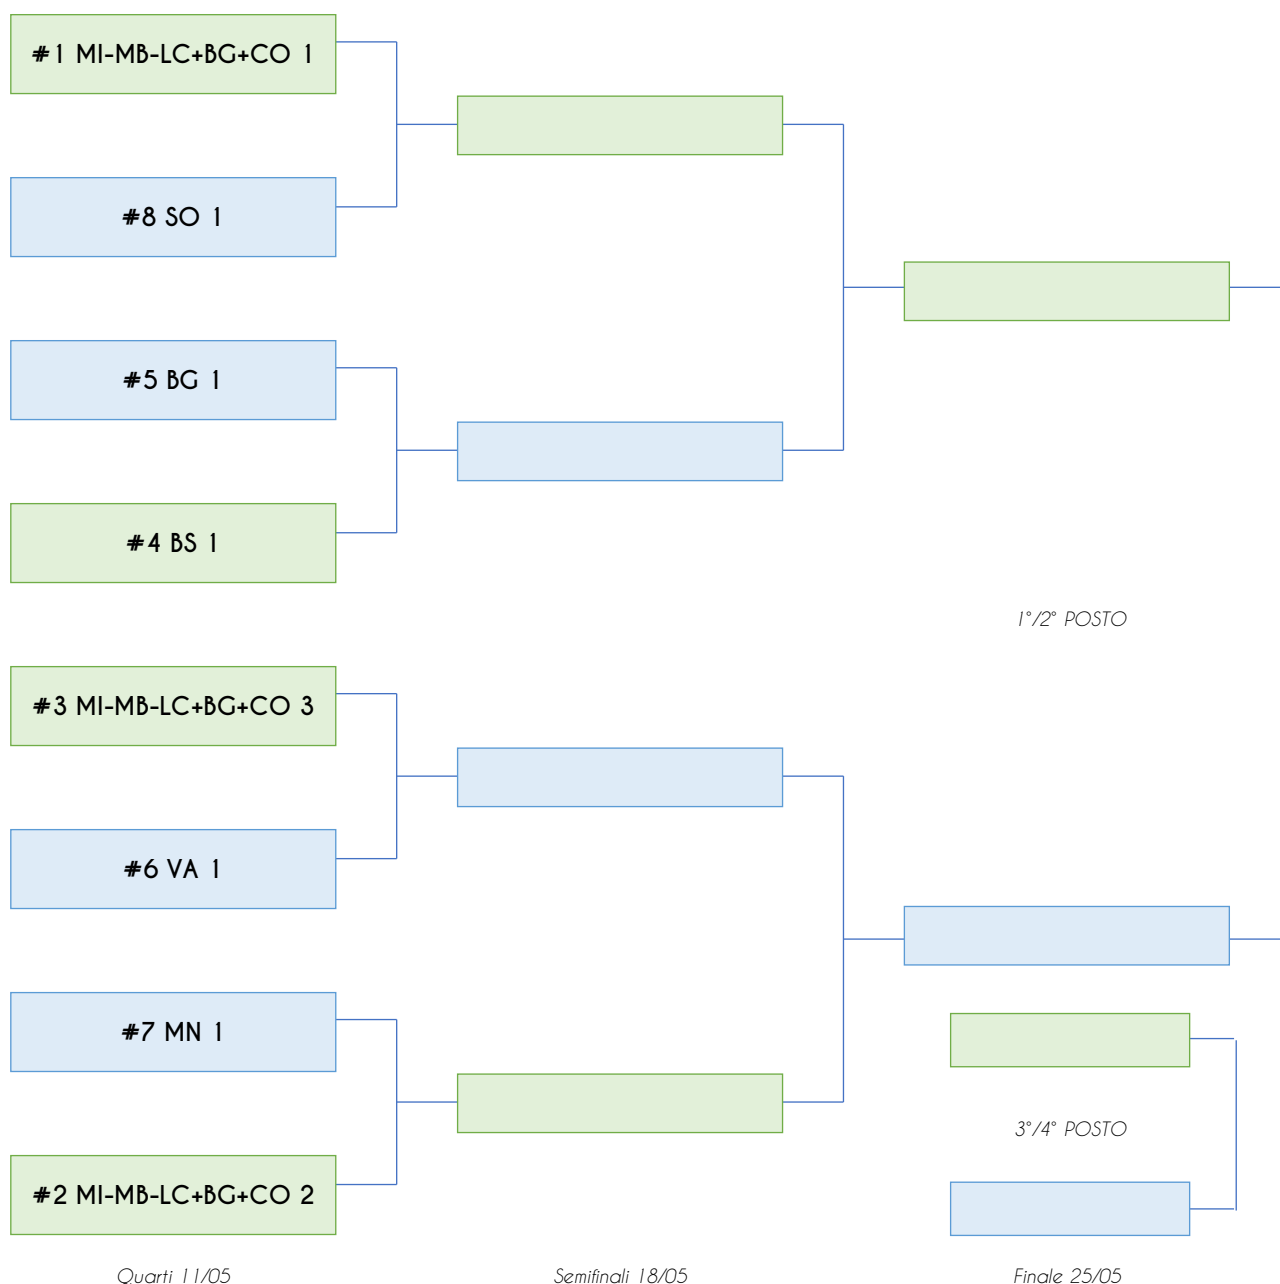 #1 MI-MB-LC+BG+CO 1
#8 SO 1
#5 BG 1
#4 BS 1
1°/2° POSTO
#3 MI-MB-LC+BG+CO 3
#6 VA 1
#7 MN 1
3°/4° POSTO
#2 MI-MB-LC+BG+CO 2
Quarti 11/05
Semifinali 18/05
Finale 25/05